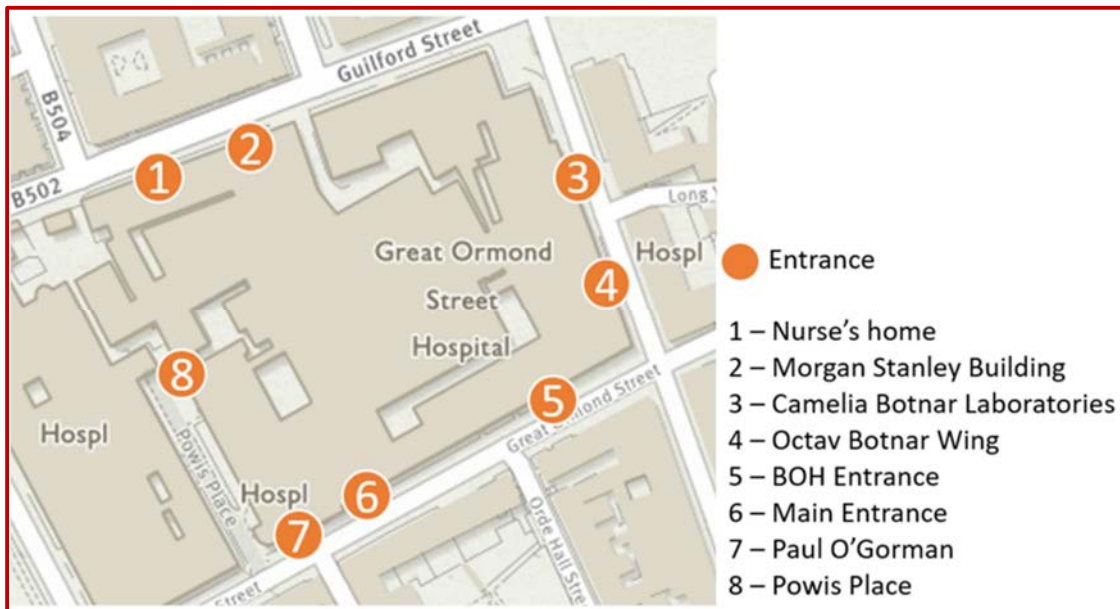 Guilford Street
B504
B502
1
2
3
Long
Great Ormond
Street
Hospital
Hospl
4
8
Hospl
Powis Place
5
Great Ormond Street
Hospl
6
7
Orde Hall Stre
Street
Entrance
1 – Nurse’s home
2 – Morgan Stanley Building
3 – Camelia Botnar Laboratories
4 – Octav Botnar Wing
5 – BOH Entrance
6 – Main Entrance
7 – Paul O’Gorman
8 – Powis Place